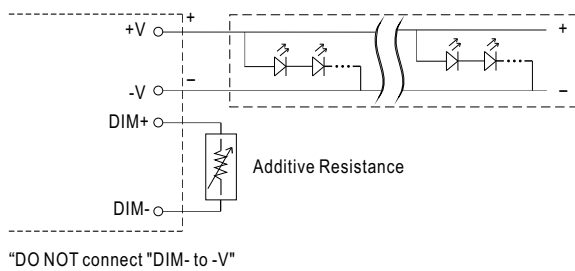 +V
+
+
-V
–
–
DIM+
Additive Resistance
DIM-
“DO NOT connect "DIM- to -V"